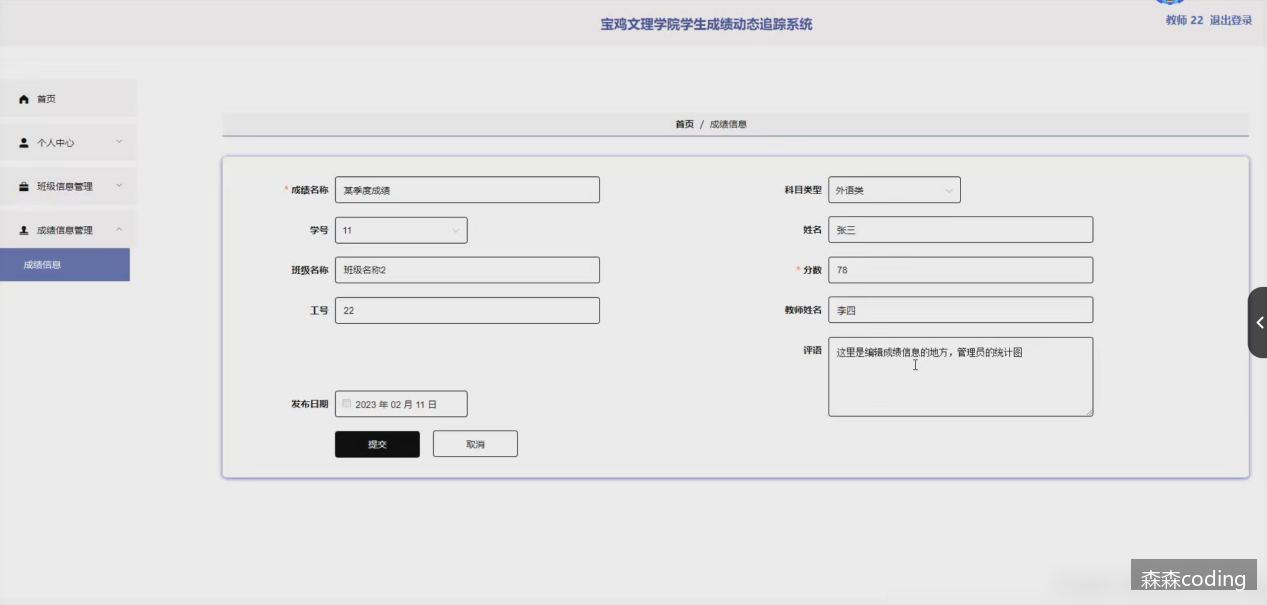 宝鸡文理学院学生成绩动态追踪系统
教师 22 退出登录
首页
个人中心
班级信息管理
成绩信息管理
成绩信息
首页 / 成绩信息
* 成绩名称 某季度成绩
科目类型 外语类
学号 11
姓名 张三
班级名称 班级名称2
* 分数 78
工号 22
教师姓名 李四
评语 这里是编辑成绩信息的地方，管理员的统计图
发布日期 2023 年 02 月 11 日
提交 取消
森森coding